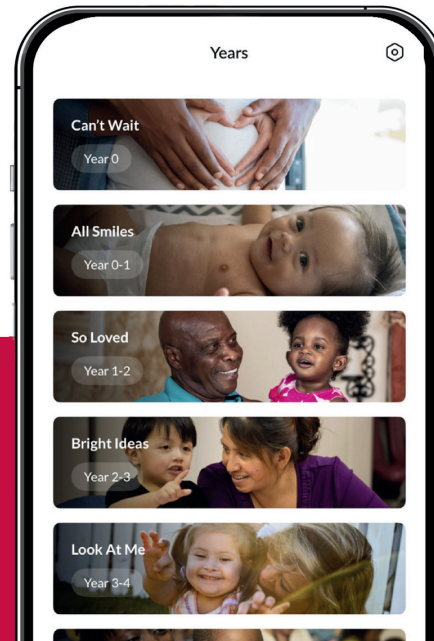 Years
Can't Wait
Year 0
All Smiles
Year 0-1
So Loved
Year 1-2
Bright Ideas
Year 2-3
Look At Me
Year 3-4